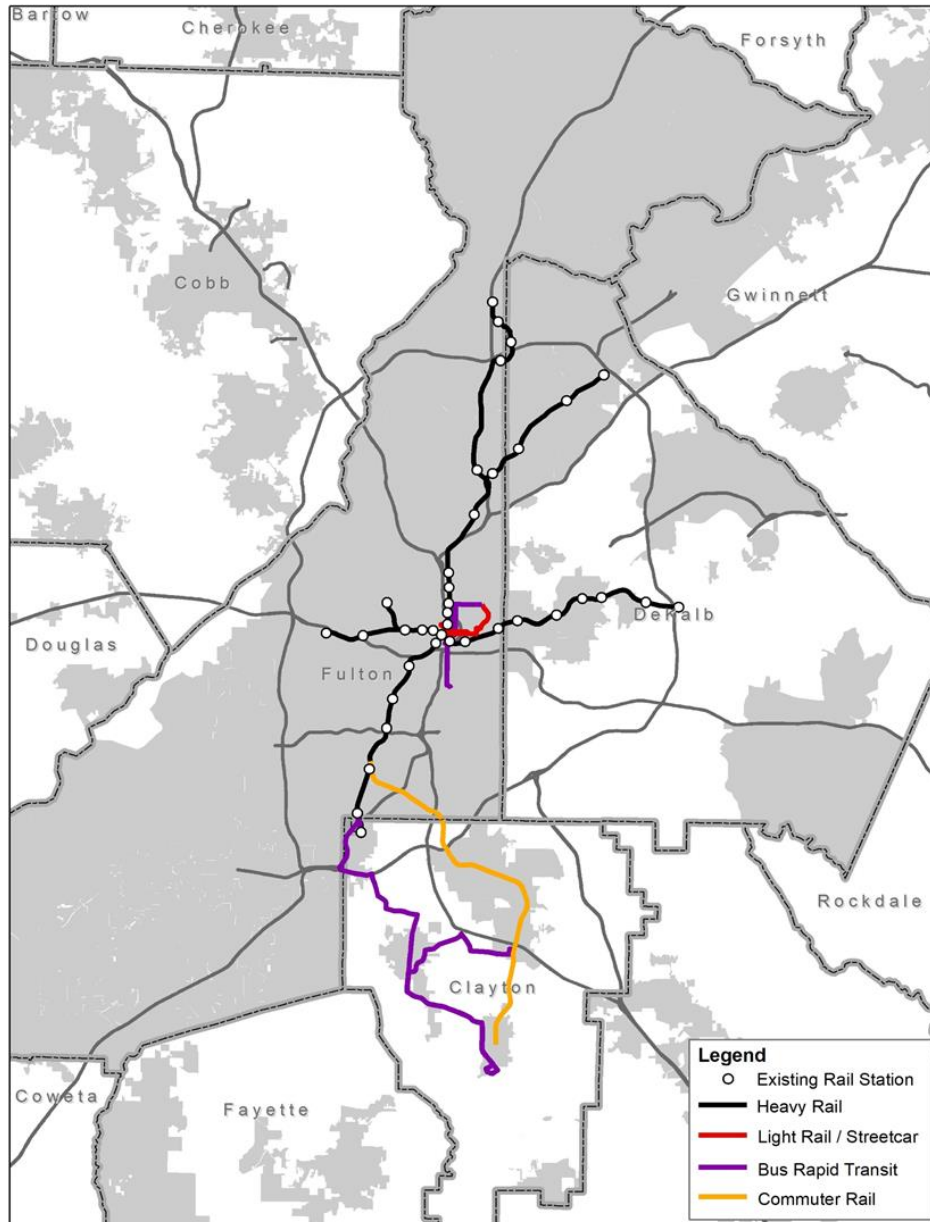 Bartow
Cherokee
Forsyth
Cobb
Gwinnett
DeKalb
Douglas
Fulton
Rockdale
Clayton
Coweta
Fayette
Legend
Existing Rail Station
Heavy Rail
Light Rail / Streetcar
Bus Rapid Transit
Commuter Rail